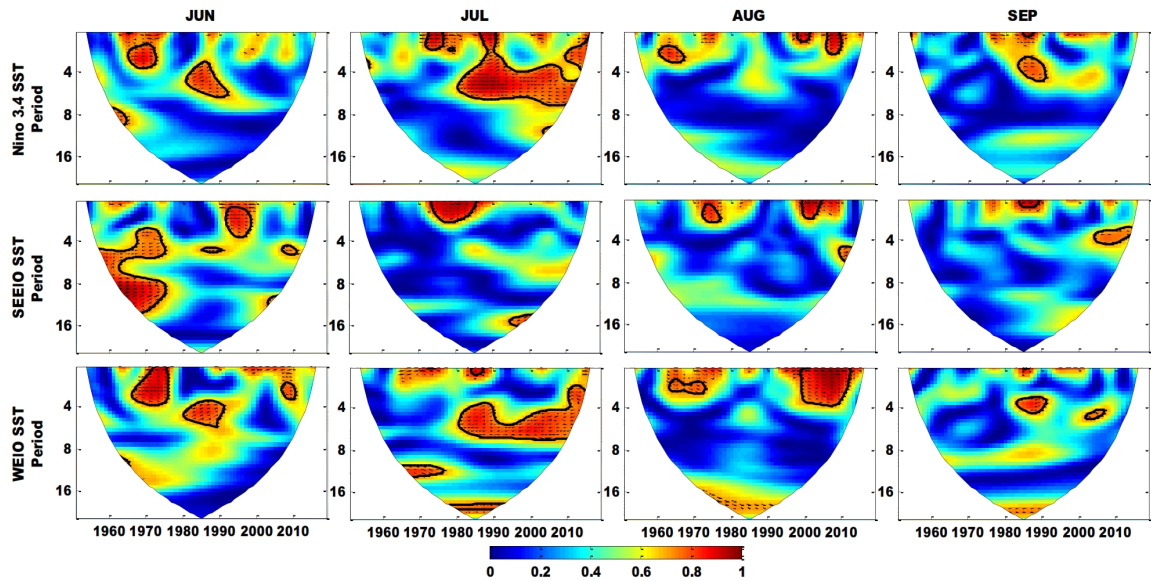 JUN JUL AUG SEP
Nino 3.4 SST
Period
4 4 4 4
8 8 8 8
16 16 16 16
SEEIO SST
Period
4 4 4 4
8 8 8 8
16 16 16 16
WEIO SST
Period
4 4 4 4
8 8 8 8
16 16 16 16
1960 1970 1980 1990 2000 2010 1960 1970 1980 1990 2000 2010 1960 1970 1980 1990 2000 2010 1960 1970 1980 1990 2000 2010
0 0.2 0.4 0.6 0.8 1